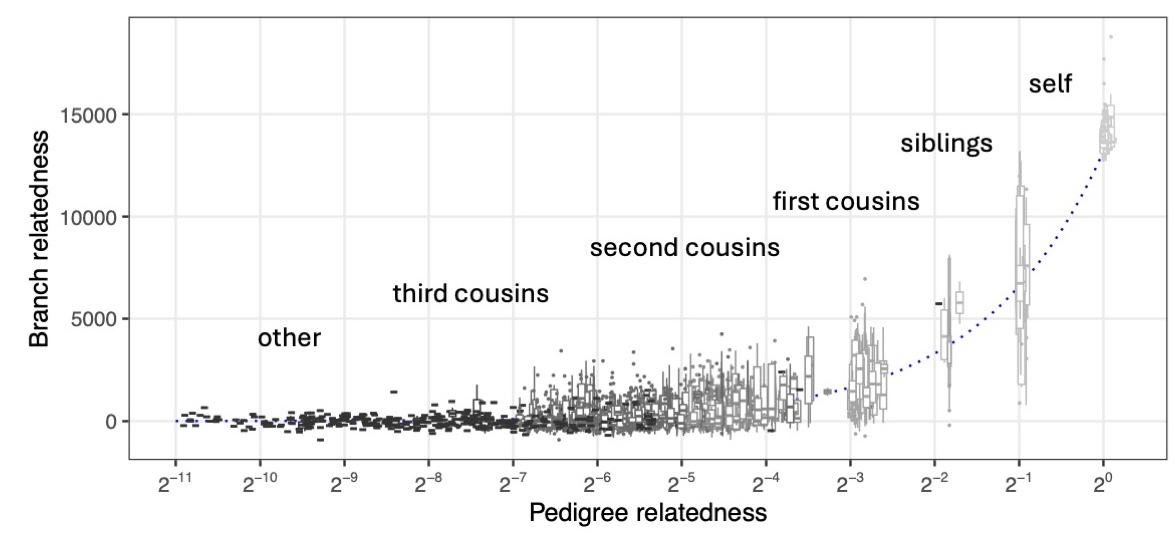 self
15000
siblings
10000
first cousins
second cousins
5000
third cousins
other
0
Branch relatedness
2⁻¹¹ 2⁻¹⁰ 2⁻⁹ 2⁻⁸ 2⁻⁷ 2⁻⁶ 2⁻⁵ 2⁻⁴ 2⁻³ 2⁻² 2⁻¹ 2⁰
Pedigree relatedness